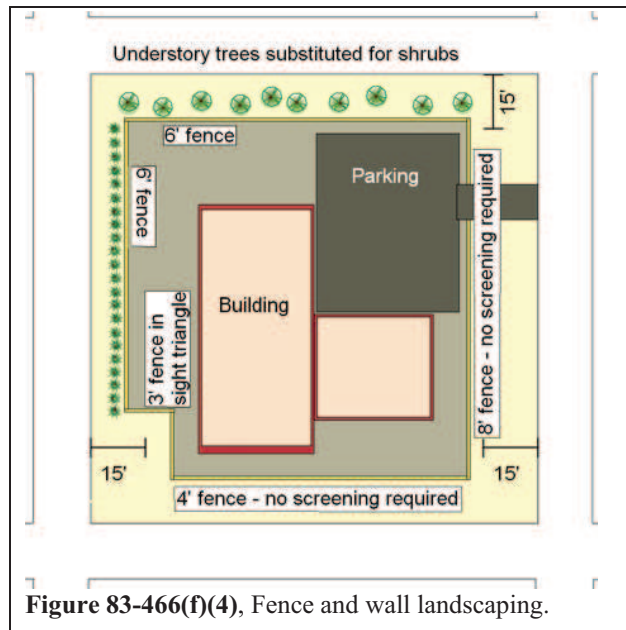 Understory trees substituted for shrubs
15'
6' fence
Parking
6' fence
Building
3' fence in
sight triangle
8' fence - no screening required
15'
15'
4' fence - no screening required
Figure 83-466(f)(4), Fence and wall landscaping.